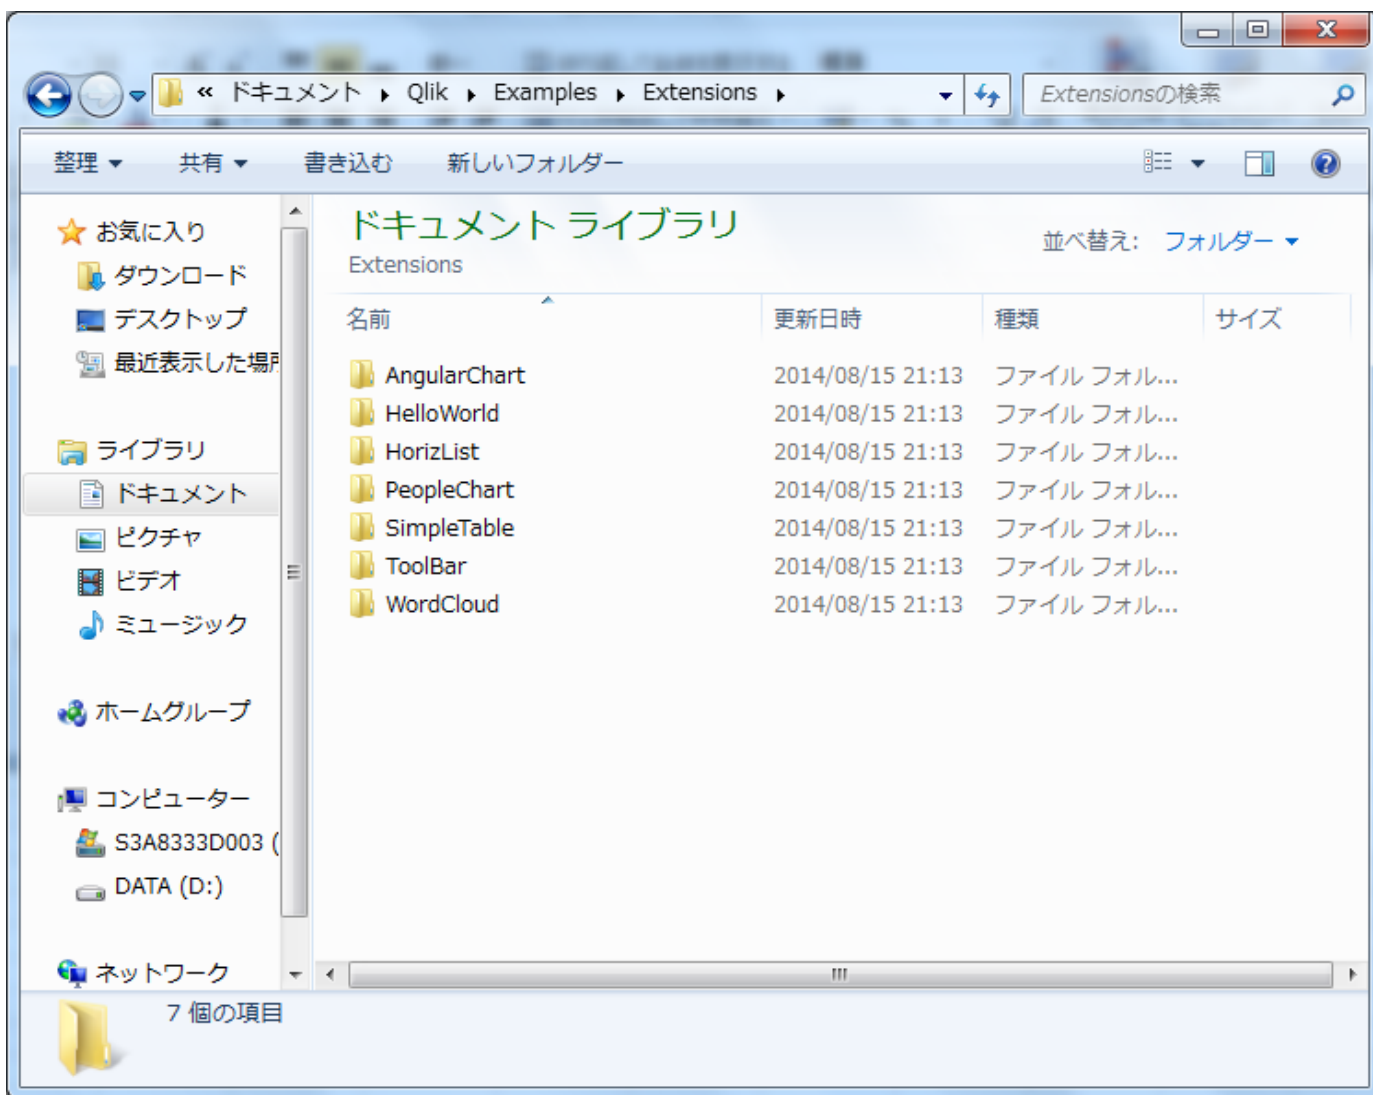 « ドキュメント ▸ Qlik ▸ Examples ▸ Extensions ▸
Extensionsの検索
整理 ▼ 共有 ▼ 書き込む 新しいフォルダー
お気に入り
ダウンロード
デスクトップ
最近表示した場所
ライブラリ
ドキュメント
ピクチャ
ビデオ
ミュージック
ホームグループ
コンピューター
S3A8333D003 (
DATA (D:)
ネットワーク
ドキュメント ライブラリ
Extensions
並べ替え: フォルダー ▼
名前 更新日時 種類 サイズ
AngularChart 2014/08/15 21:13 ファイル フォル...
HelloWorld 2014/08/15 21:13 ファイル フォル...
HorizList 2014/08/15 21:13 ファイル フォル...
PeopleChart 2014/08/15 21:13 ファイル フォル...
SimpleTable 2014/08/15 21:13 ファイル フォル...
ToolBar 2014/08/15 21:13 ファイル フォル...
WordCloud 2014/08/15 21:13 ファイル フォル...
7 個の項目